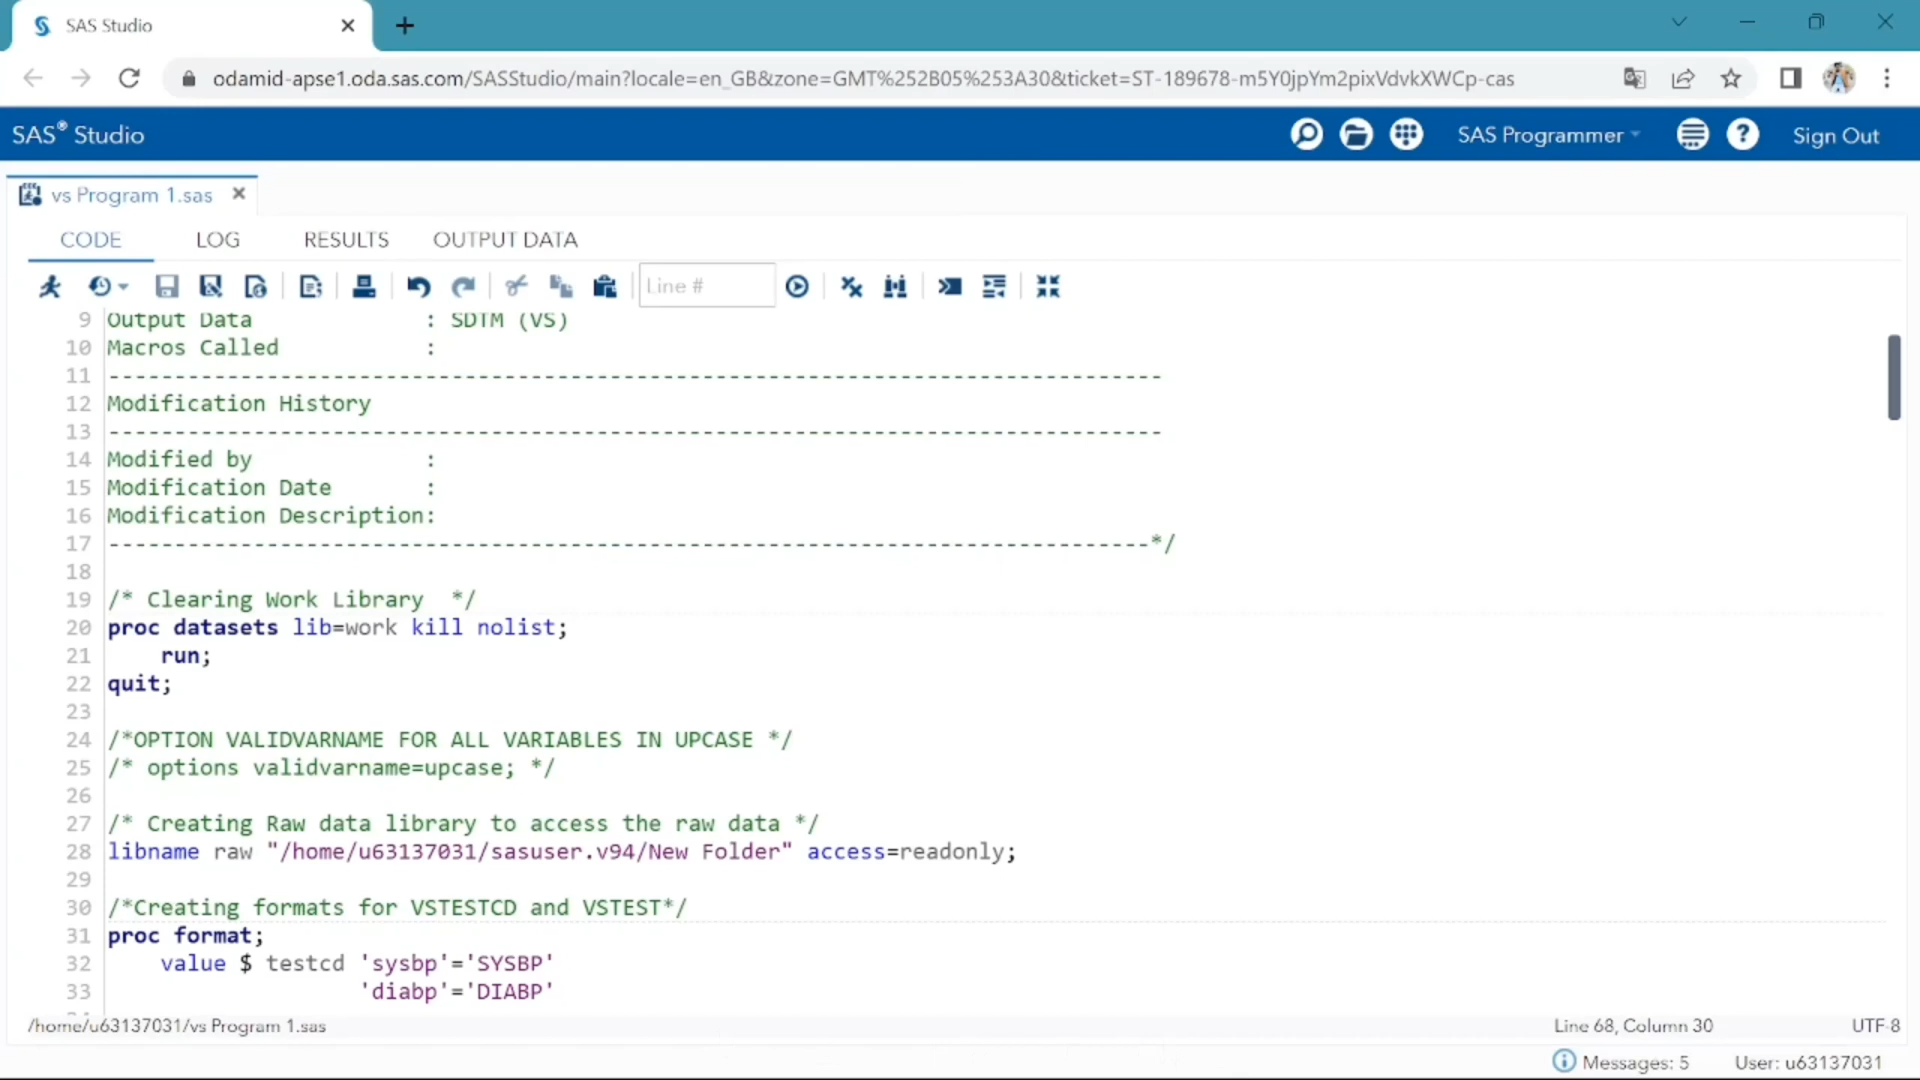 SAS Studio
odamid-apse1.oda.sas.com/SASStudio/main?locale=en_GB&zone=GMT%252B05%253A30&ticket=ST-189678-m5Y0jpYm2pixVdvkXWCp-cas
SAS® Studio
SAS Programmer
Sign Out
vs Program 1.sas
CODE LOG RESULTS OUTPUT DATA
Line #
9 Output Data : SDTM (VS)
10 Macros Called :
11 --------------------------------------------------------------------------------
12 Modification History
13 --------------------------------------------------------------------------------
14 Modified by :
15 Modification Date :
16 Modification Description:
17 -------------------------------------------------------------------------------*/
18
19 /* Clearing Work Library  */
20 proc datasets lib=work kill nolist;
21     run;
22 quit;
23
24 /*OPTION VALIDVARNAME FOR ALL VARIABLES IN UPCASE */
25 /* options validvarname=upcase; */
26
27 /* Creating Raw data library to access the raw data */
28 libname raw "/home/u63137031/sasuser.v94/New Folder" access=readonly;
29
30 /*Creating formats for VSTESTCD and VSTEST*/
31 proc format;
32     value $ testcd 'sysbp'='SYSBP'
33                    'diabp'='DIABP'
/home/u63137031/vs Program 1.sas
Line 68, Column 30
UTF-8
Messages: 5
User: u63137031